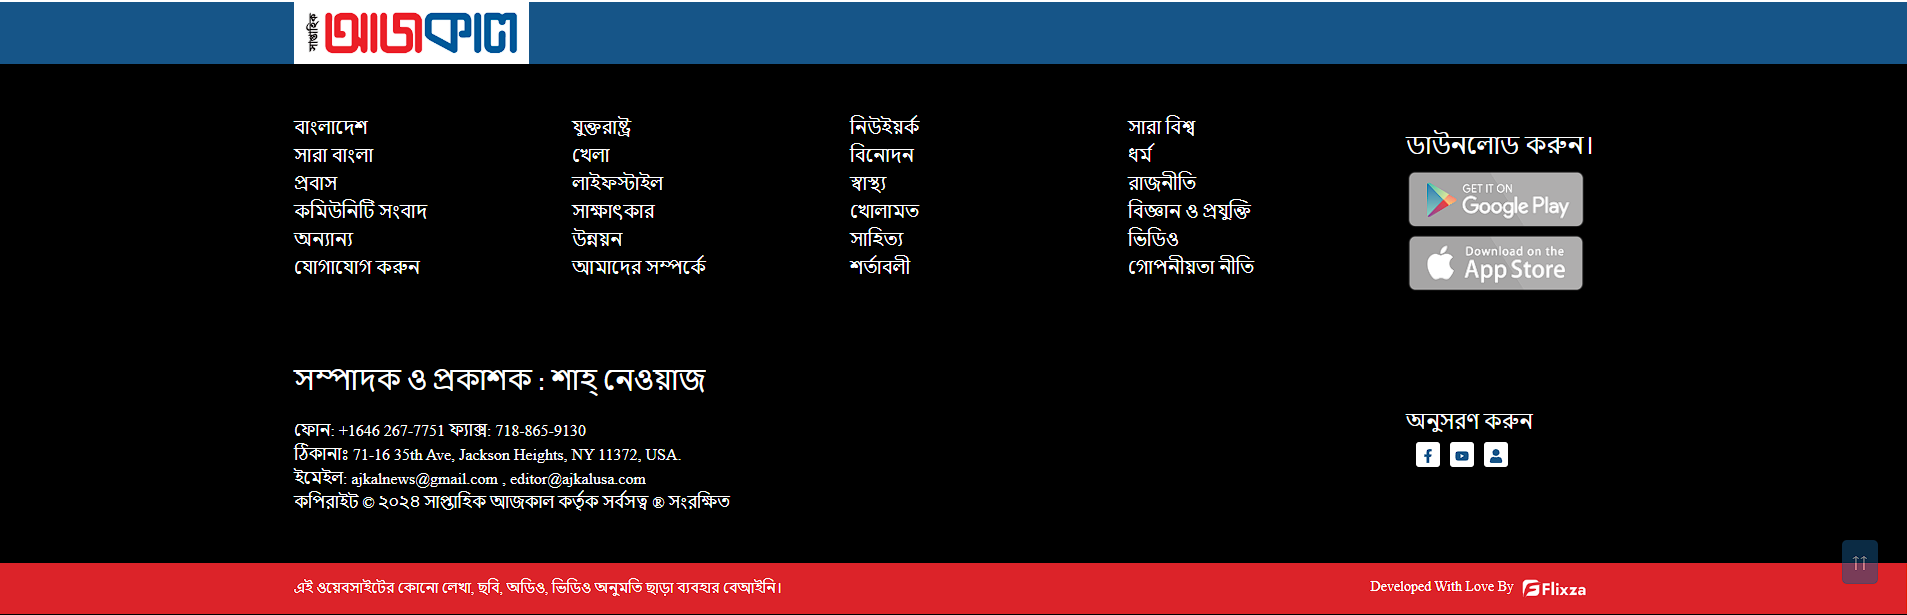 সাপ্তাহিক আজকাল
বাংলাদেশ
সারা বাংলা
প্রবাস
কমিউনিটি সংবাদ
অন্যান্য
যোগাযোগ করুন
যুক্তরাষ্ট্র
খেলা
লাইফস্টাইল
সাক্ষাৎকার
উন্নয়ন
আমাদের সম্পর্কে
নিউইয়র্ক
বিনোদন
স্বাস্থ্য
খোলামত
সাহিত্য
শর্তাবলী
সারা বিশ্ব
ধর্ম
রাজনীতি
বিজ্ঞান ও প্রযুক্তি
ভিডিও
গোপনীয়তা নীতি
ডাউনলোড করুন।
GET IT ON
Google Play
Download on the
App Store
সম্পাদক ও প্রকাশক : শাহ্ নেওয়াজ
ফোন: +1646 267-7751 ফ্যাক্স: 718-865-9130
ঠিকানাঃ 71-16 35th Ave, Jackson Heights, NY 11372, USA.
ইমেইল: ajkalnews@gmail.com , editor@ajkalusa.com
কপিরাইট © ২০২৪ সাপ্তাহিক আজকাল কর্তৃক সর্বসত্ব ® সংরক্ষিত
অনুসরণ করুন
এই ওয়েবসাইটের কোনো লেখা, ছবি, অডিও, ভিডিও অনুমতি ছাড়া ব্যবহার বেআইনি।
Developed With Love By Flixza